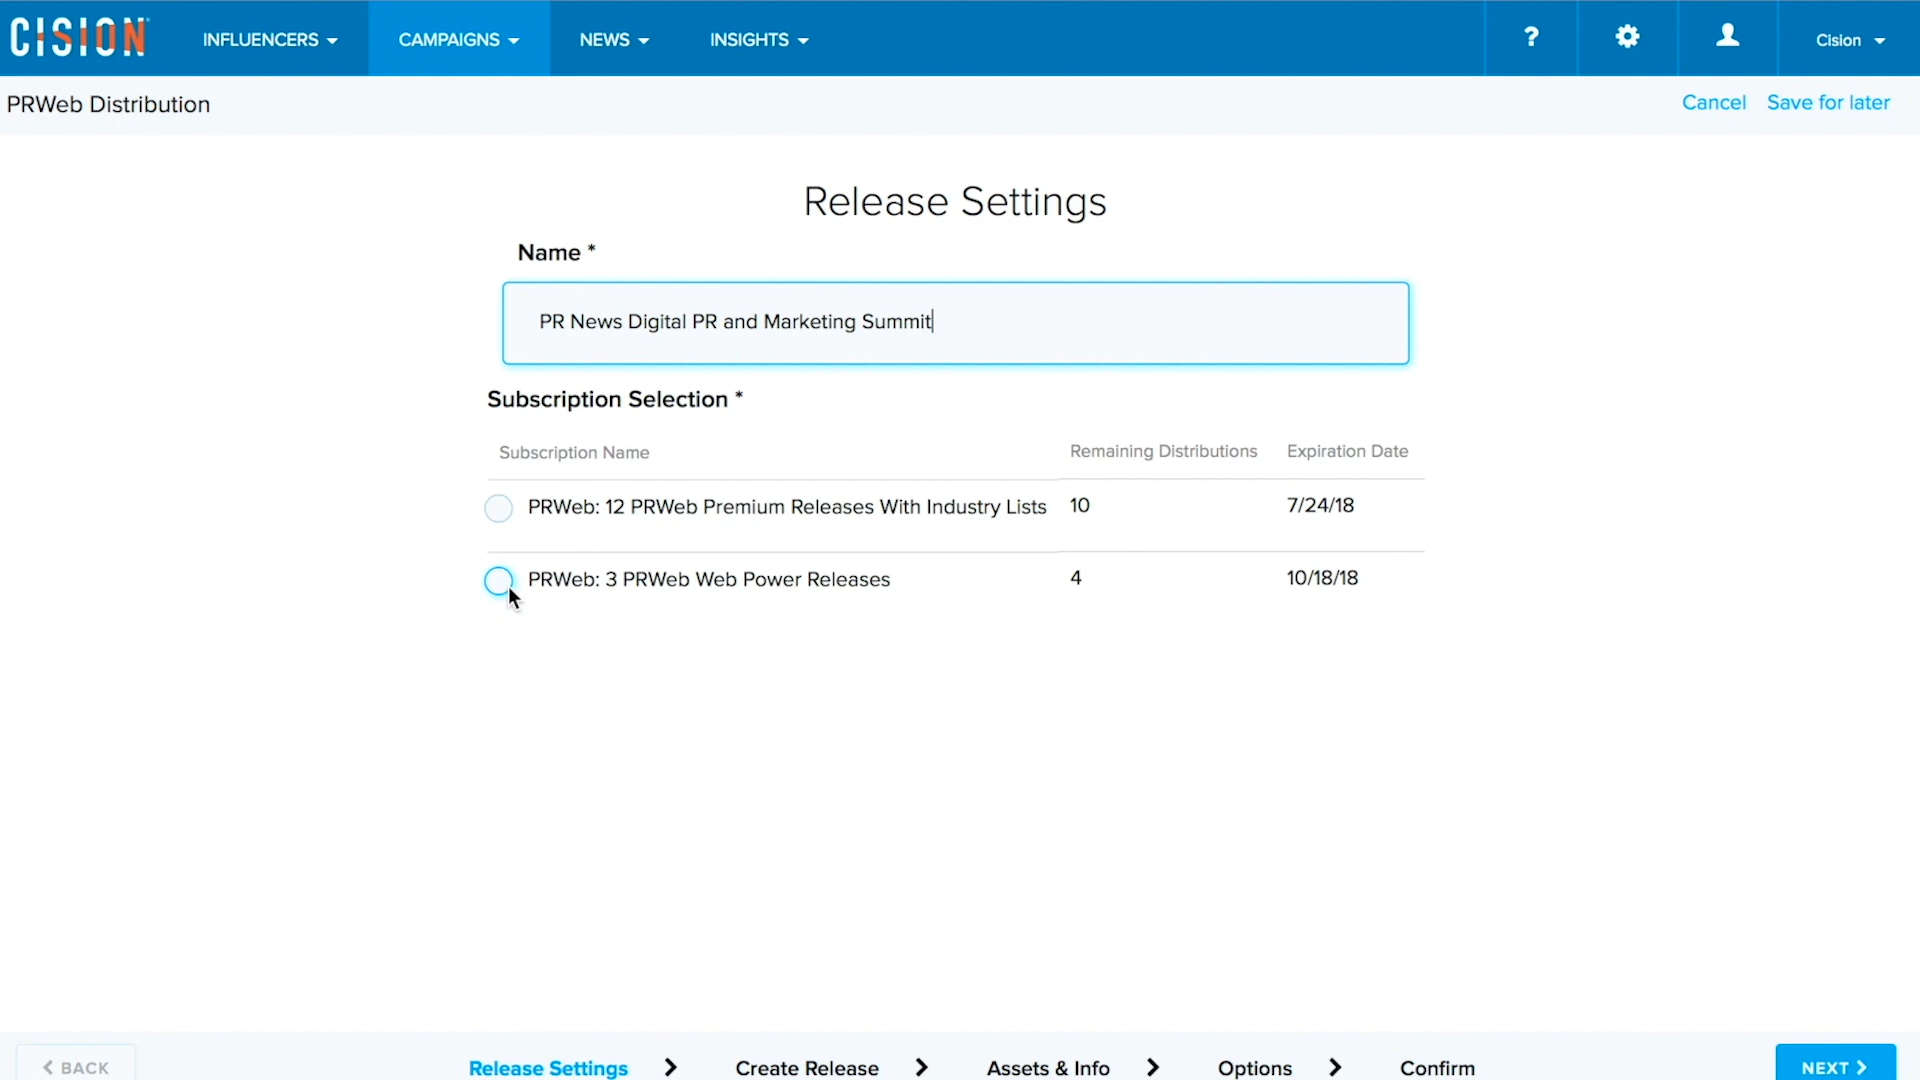 CISION INFLUENCERS CAMPAIGNS NEWS INSIGHTS ? Cision
PRWeb Distribution Cancel Save for later
Release Settings
Name *
PR News Digital PR and Marketing Summit
Subscription Selection *
Subscription Name Remaining Distributions Expiration Date
PRWeb: 12 PRWeb Premium Releases With Industry Lists 10 7/24/18
PRWeb: 3 PRWeb Web Power Releases 4 10/18/18
BACK Release Settings Create Release Assets & Info Options Confirm NEXT